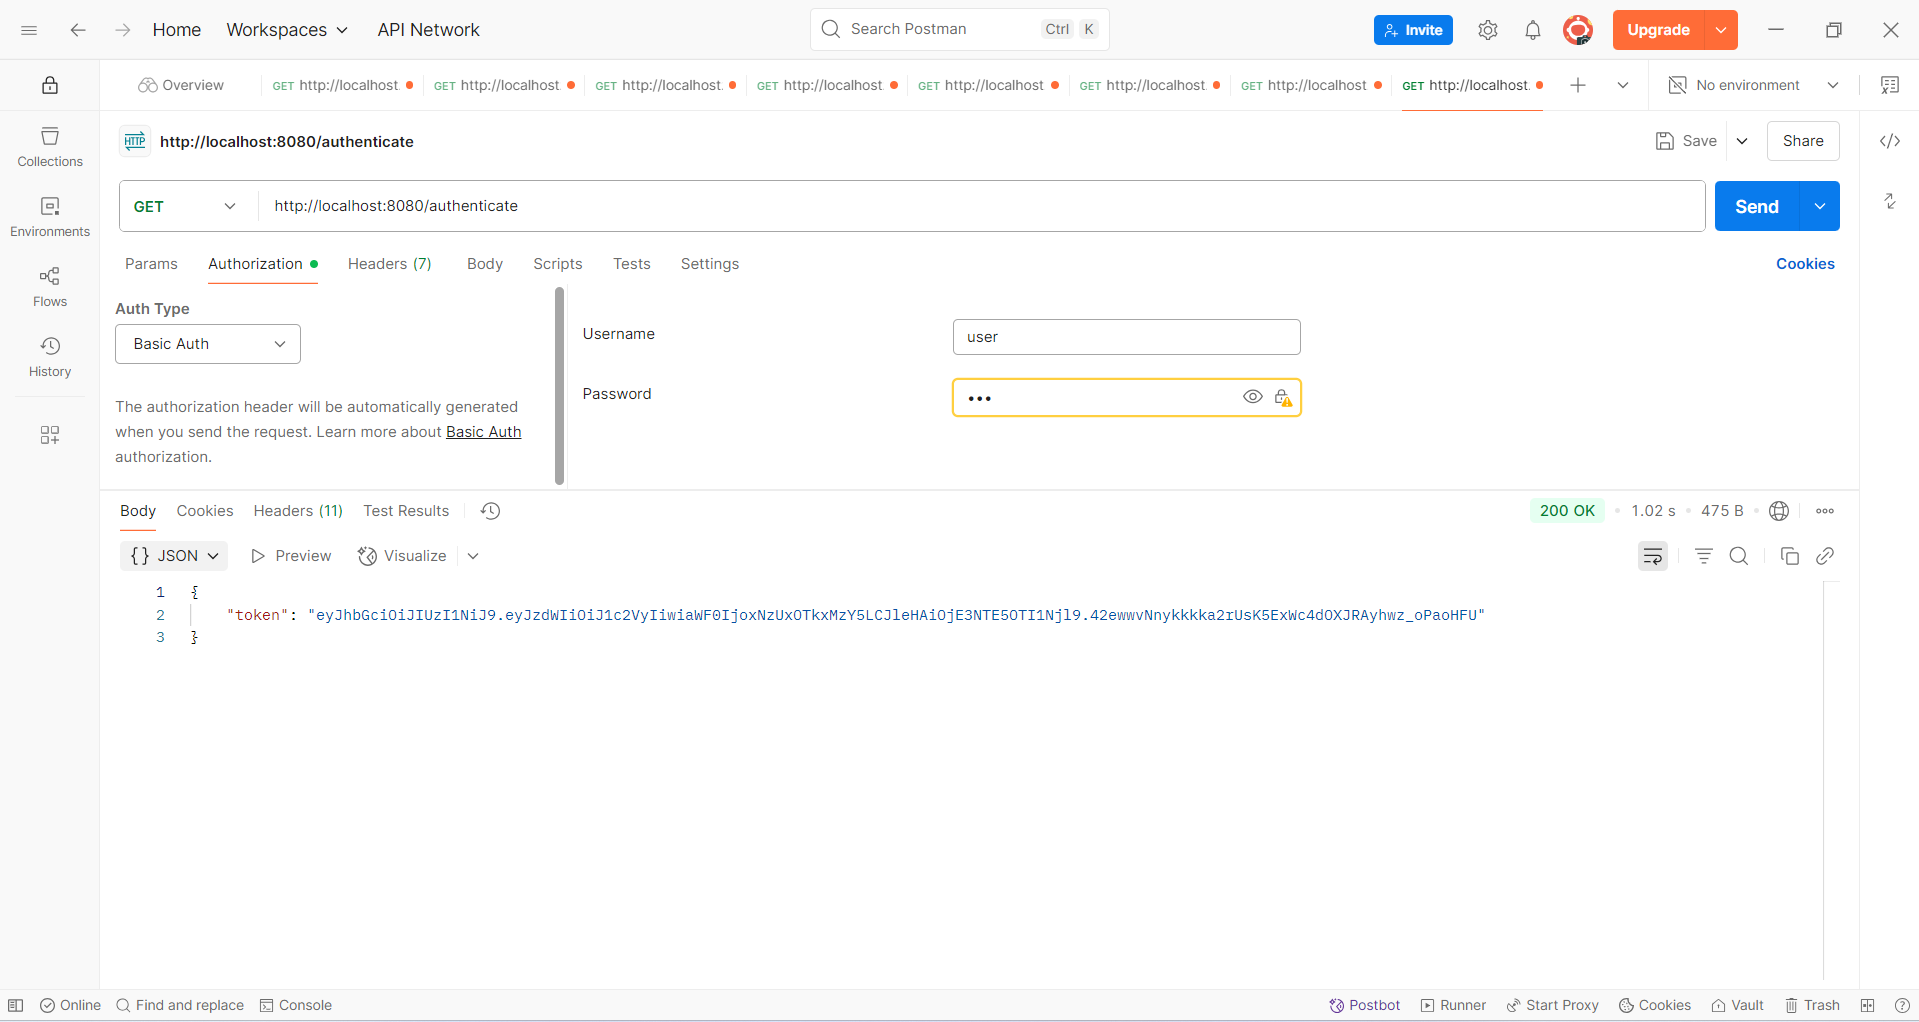 Home Workspaces API Network Search Postman Ctrl K Invite Upgrade
Overview GET http://localhost. GET http://localhost. GET http://localhost. GET http://localhost GET http://localhost GET http://localhost. GET http://localhost GET http://localhost. No environment
HTTP http://localhost:8080/authenticate Save Share
Collections
GET http://localhost:8080/authenticate Send
Environments
Params Authorization Headers (7) Body Scripts Tests Settings Cookies
Flows
Auth Type
Username user
Basic Auth
History
Password •••
The authorization header will be automatically generated
when you send the request. Learn more about Basic Auth
authorization.
Body Cookies Headers (11) Test Results 200 OK 1.02 s 475 B
{} JSON Preview Visualize
1 {
2 "token": "eyJhbGciOiJIUzI1NiJ9.eyJzdWIiOiJ1c2VyIiwiaWF0IjoxNzUxOTkxMzY5LCJleHAiOjE3NTE5OTI1Njl9.42ewwvNnykkkka2rUsK5ExWc4dOXJRAyhwz_oPaoHFU"
3 }
Online Find and replace Console Postbot Runner Start Proxy Cookies Vault Trash